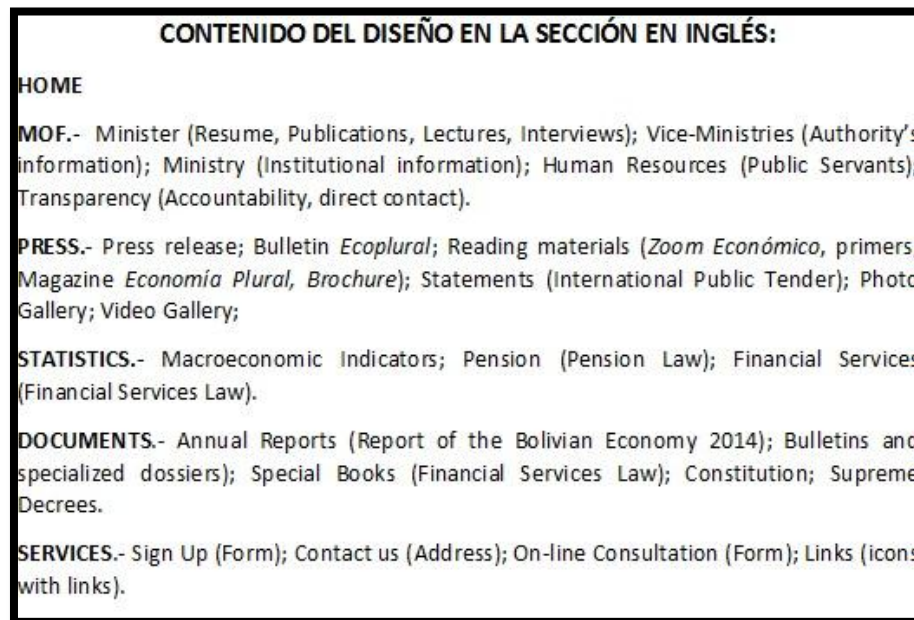 CONTENIDO DEL DISEÑO EN LA SECCIÓN EN INGLÉS:
HOME
MOF.- Minister (Resume, Publications, Lectures, Interviews); Vice-Ministries (Authority's
information); Ministry (Institutional information); Human Resources (Public Servants);
Transparency (Accountability, direct contact).
PRESS.- Press release; Bulletin Ecoplural; Reading materials (Zoom Económico, primers,
Magazine Economía Plural, Brochure); Statements (International Public Tender); Photo
Gallery; Video Gallery;
STATISTICS.- Macroeconomic Indicators; Pension (Pension Law); Financial Services
(Financial Services Law).
DOCUMENTS.- Annual Reports (Report of the Bolivian Economy 2014); Bulletins and
specialized dossiers); Special Books (Financial Services Law); Constitution; Supreme
Decrees.
SERVICES.- Sign Up (Form); Contact us (Address); On-line Consultation (Form); Links (icons
with links).